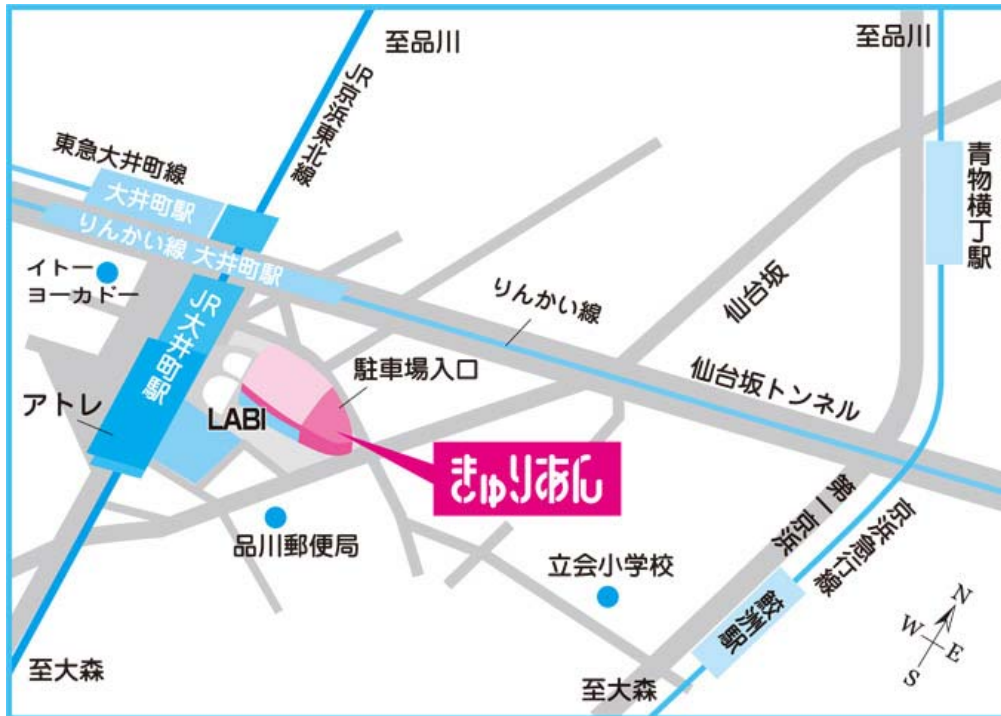 至品川
至品川
JR京浜東北線
東急大井町線
大井町駅
りんかい線 大井町駅
青物横丁駅
イトー
ヨーカドー
JR大井町駅
りんかい線
仙台坂
仙台坂トンネル
駐車場入口
アトレ
LABI
きゅりあん
品川郵便局
立会小学校
第一京浜
京浜急行線
鮫洲駅
至大森
至大森
N
W
E
S